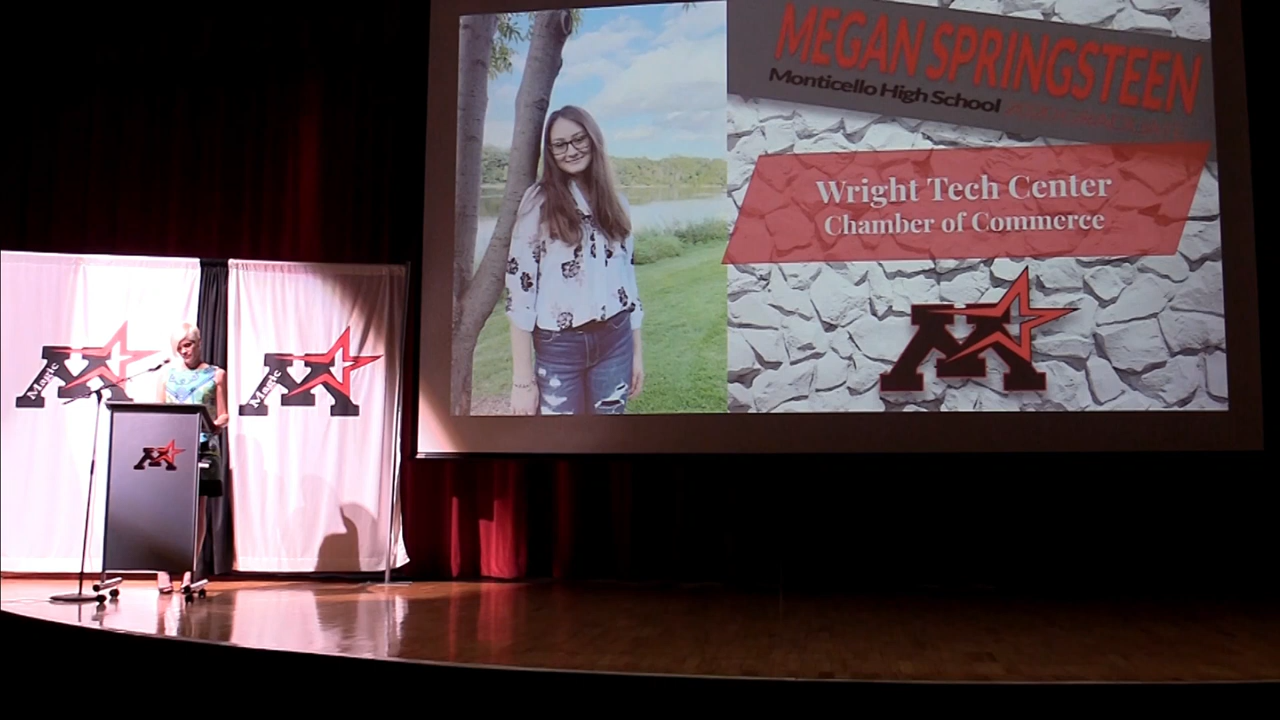 MEGAN SPRINGSTEEN
Monticello High School
Wright Tech Center
Chamber of Commerce
Magic
Magic